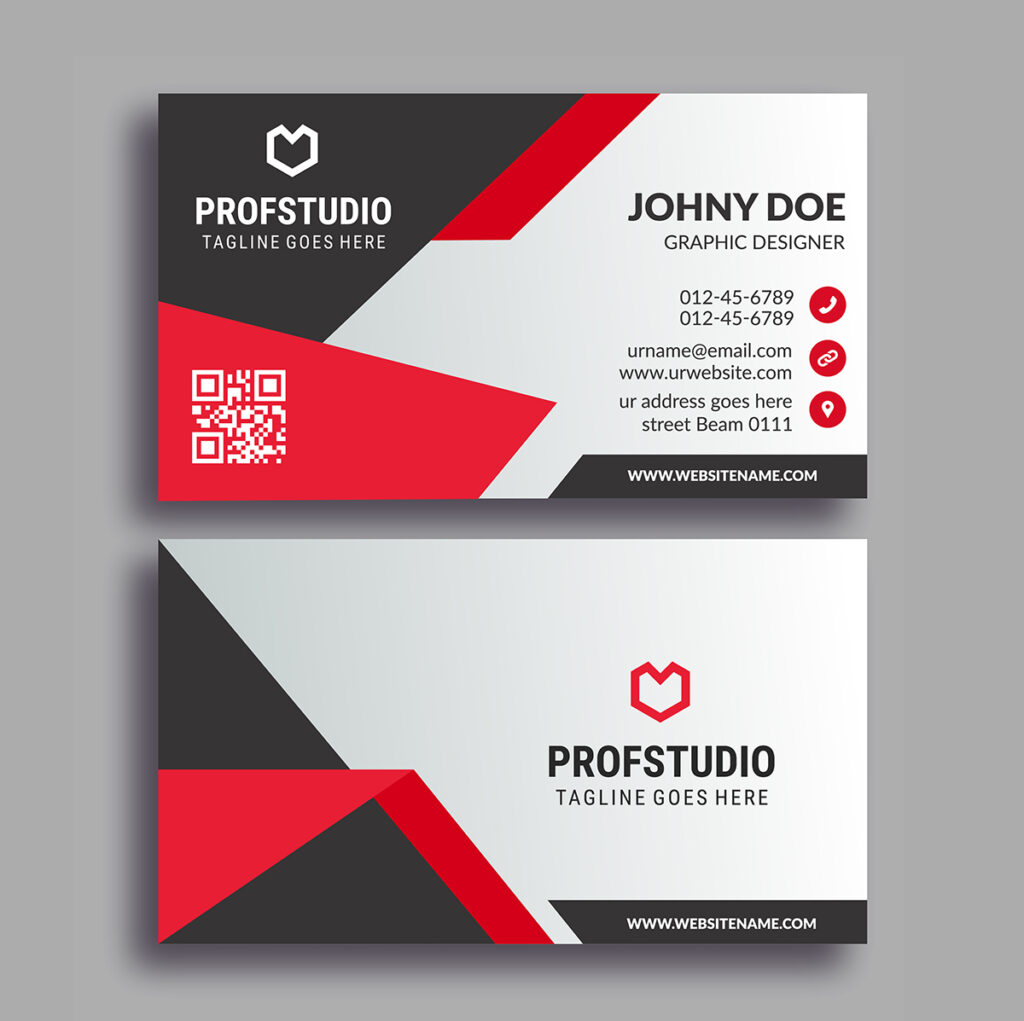 PROFSTUDIO
TAGLINE GOES HERE
JOHNY DOE
GRAPHIC DESIGNER
012-45-6789
012-45-6789
urname@email.com
www.urwebsite.com
ur address goes here
street Beam 0111
WWW.WEBSITENAME.COM
PROFSTUDIO
TAGLINE GOES HERE
WWW.WEBSITENAME.COM